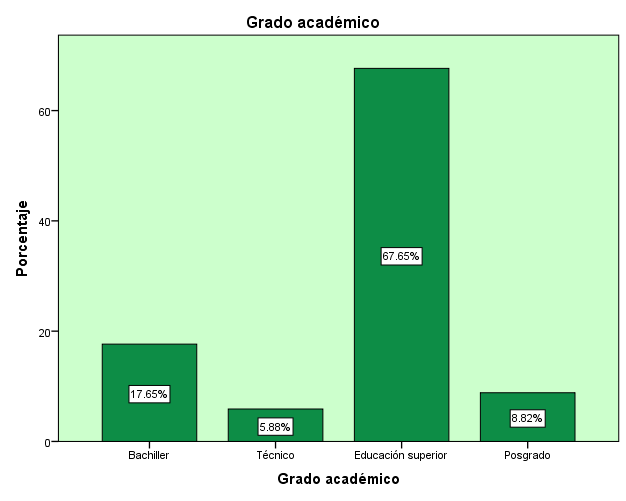 Grado académico
Porcentaje
60
40
20
0
17.65%
5.88%
67.65%
8.82%
Bachiller
Técnico
Educación superior
Posgrado
Grado académico